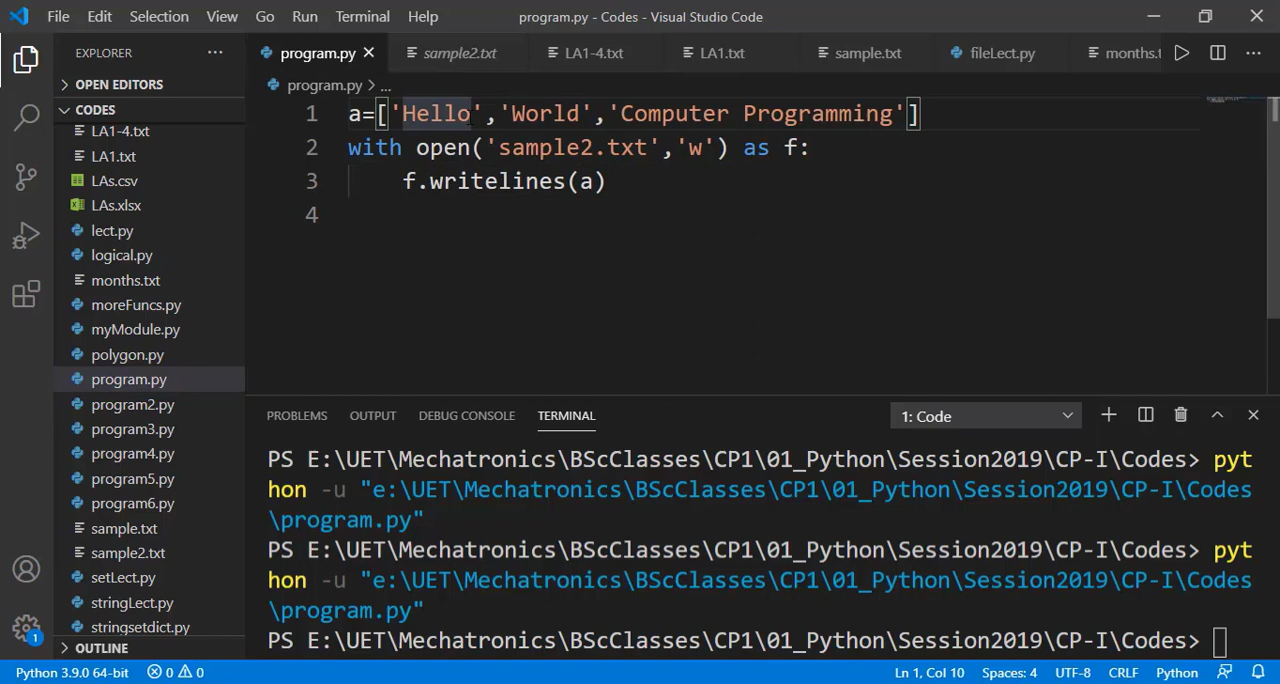 File Edit Selection View Go Run Terminal Help program.py - Codes - Visual Studio Code
EXPLORER ... program.py sample2.txt LA1-4.txt LA1.txt sample.txt fileLect.py months.t ...
OPEN EDITORS
program.py > ...
CODES
LA1-4.txt
LA1.txt
LAs.csv
LAs.xlsx
lect.py
logical.py
months.txt
moreFuncs.py
myModule.py
polygon.py
program.py
program2.py
program3.py
program4.py
program5.py
program6.py
sample.txt
sample2.txt
setLect.py
stringLect.py
stringsetdict.py
OUTLINE
1 a=['Hello','World','Computer Programming']
2 with open('sample2.txt','w') as f:
3 f.writelines(a)
4
PROBLEMS OUTPUT DEBUG CONSOLE TERMINAL 1: Code
PS E:\UET\Mechatronics\BScClasses\CP1\01_Python\Session2019\CP-I\Codes> pyt
hon -u "e:\UET\Mechatronics\BScClasses\CP1\01_Python\Session2019\CP-I\Codes
\program.py"
PS E:\UET\Mechatronics\BScClasses\CP1\01_Python\Session2019\CP-I\Codes> pyt
hon -u "e:\UET\Mechatronics\BScClasses\CP1\01_Python\Session2019\CP-I\Codes
\program.py"
PS E:\UET\Mechatronics\BScClasses\CP1\01_Python\Session2019\CP-I\Codes>
1
Python 3.9.0 64-bit 0 0 Ln 1, Col 10 Spaces: 4 UTF-8 CRLF Python